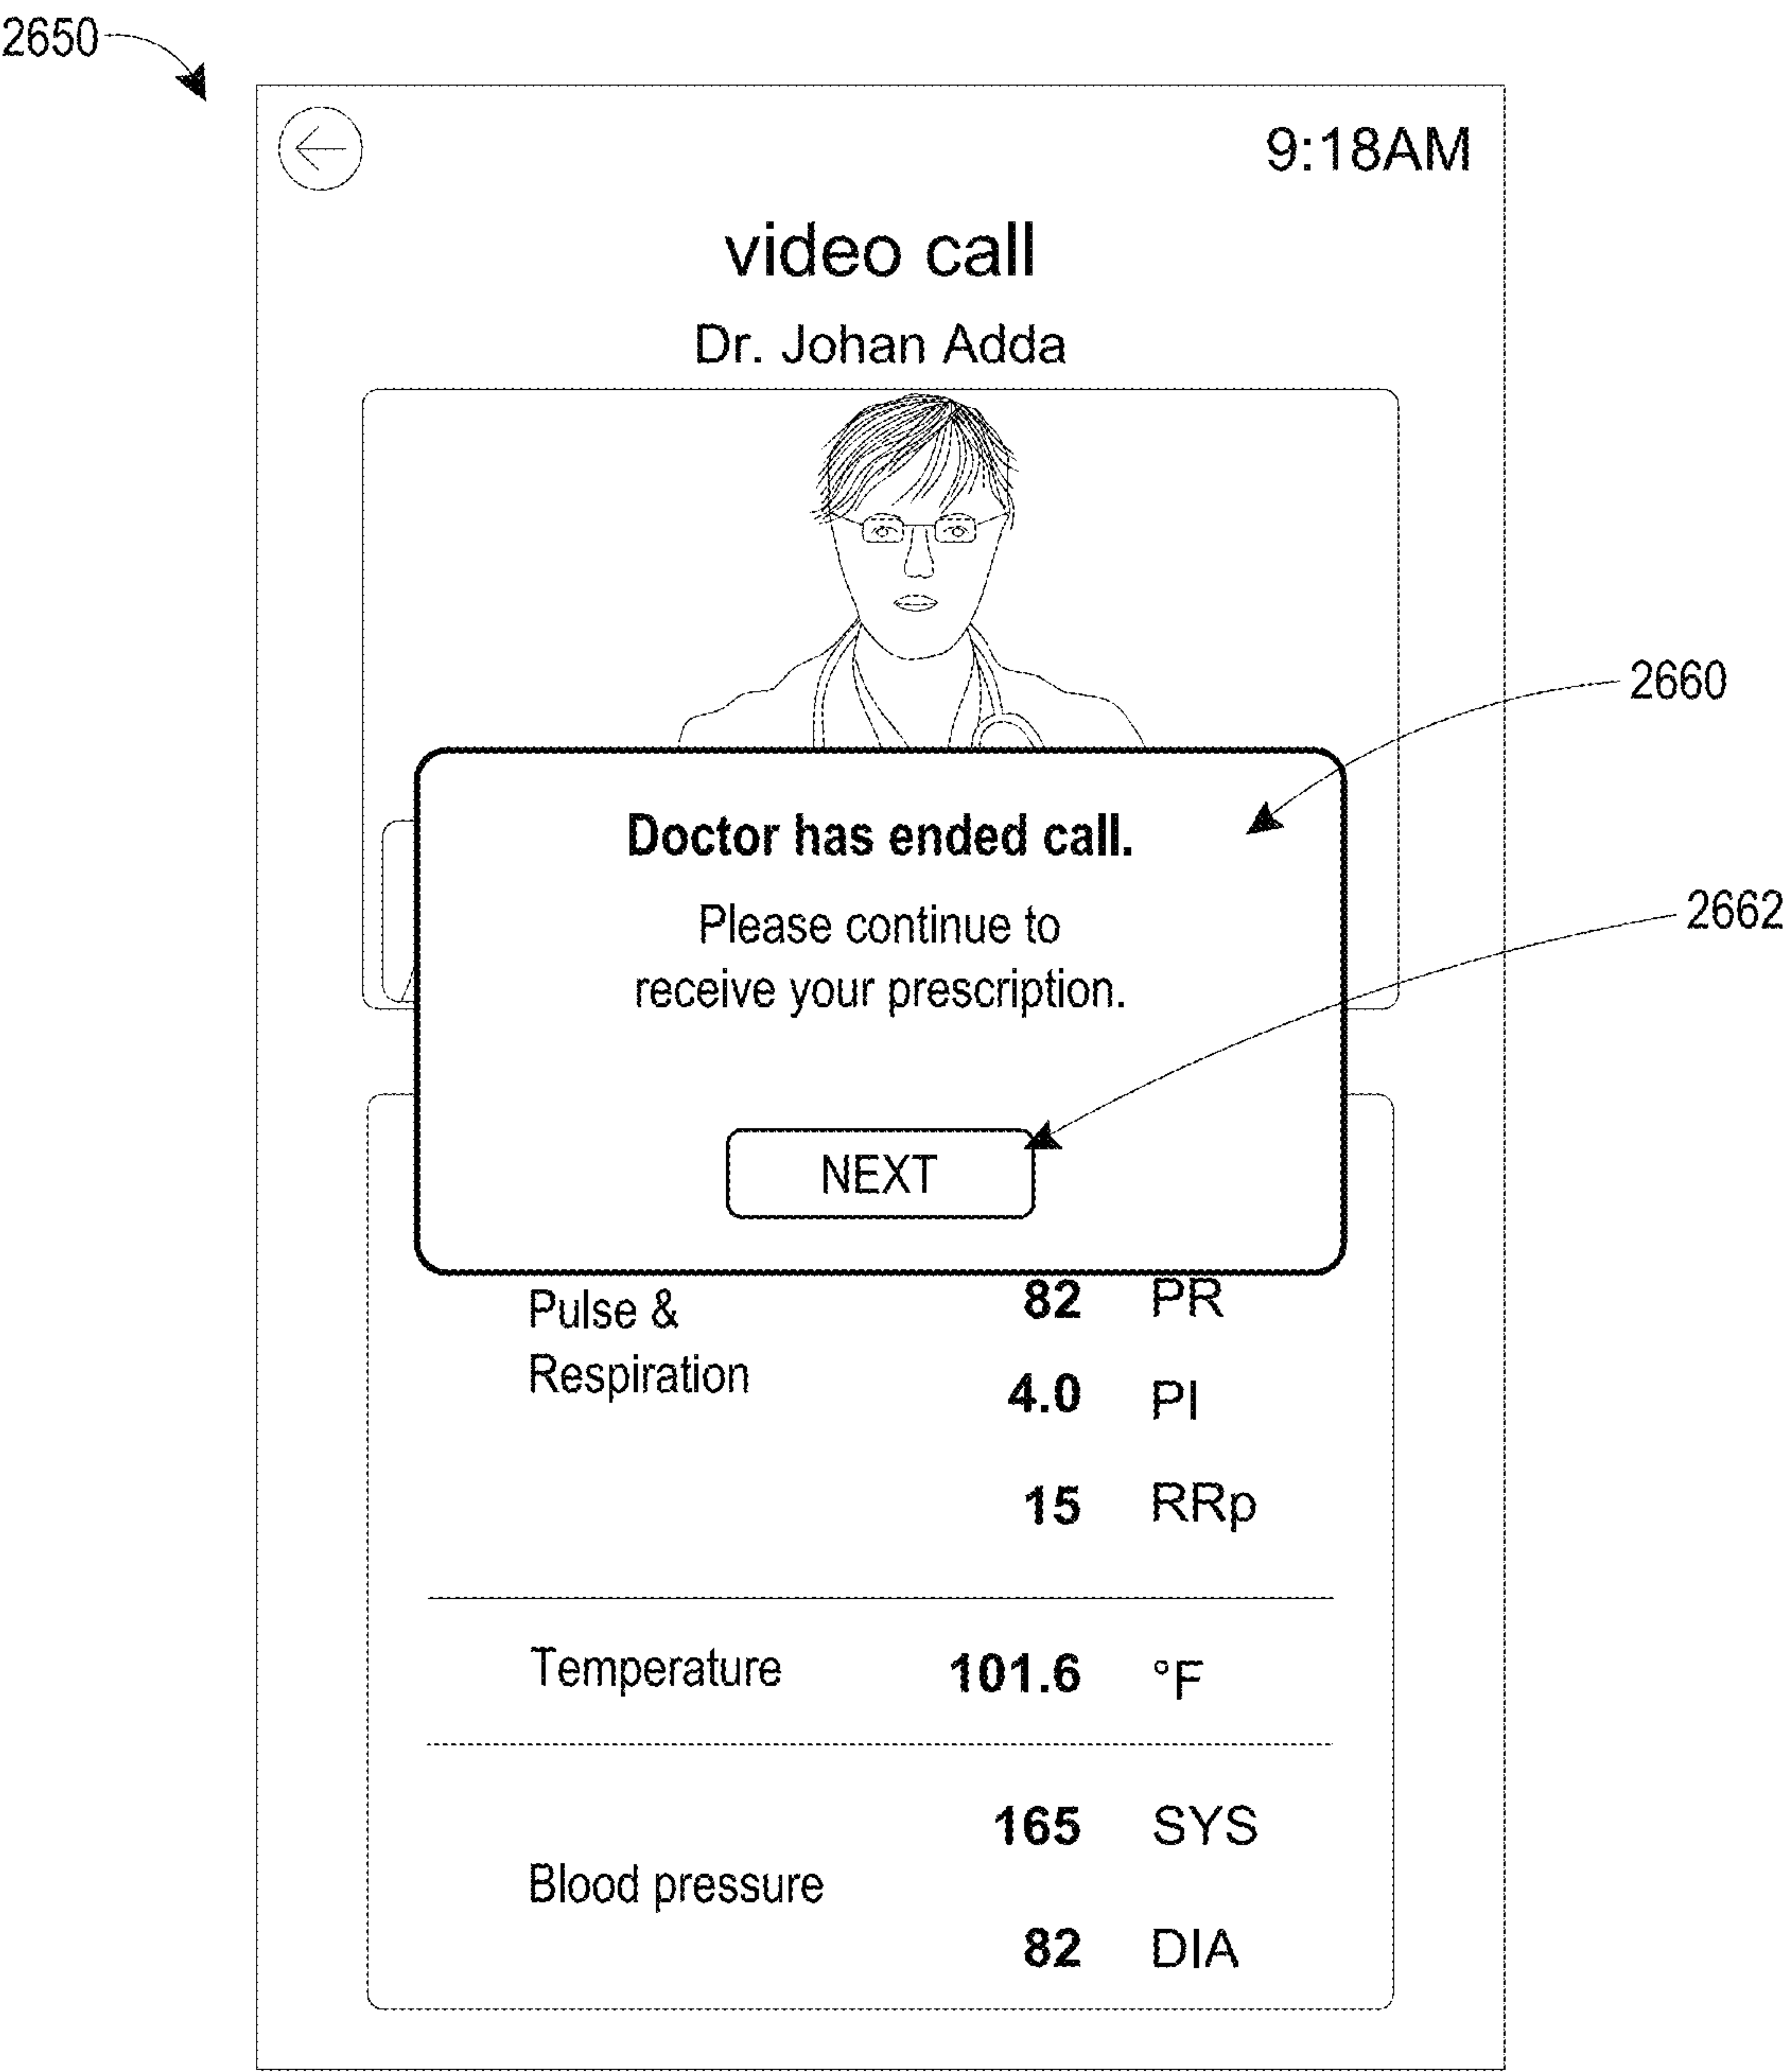 2650
9:18AM
video call
Dr. Johan Adda
2660
Doctor has ended call.
2662
Please continue to
receive your prescription.
NEXT
Pulse &
Respiration
82 PR
4.0 PI
15 RRp
Temperature 101.6 °F
165 SYS
Blood pressure
82 DIA